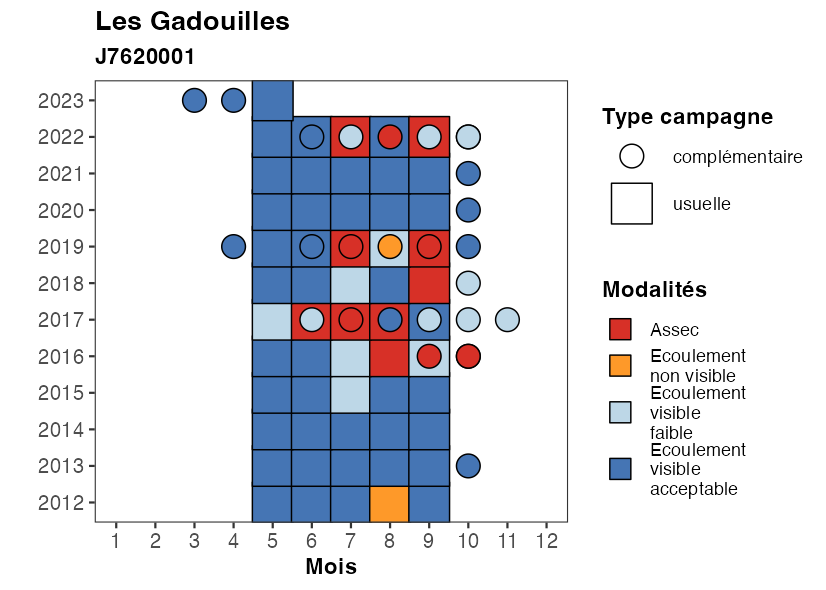 Les Gadouilles
J7620001
2023
2022
2021
2020
2019
2018
2017
2016
2015
2014
2013
2012
1 2 3 4 5 6 7 8 9 10 11 12
Mois
Type campagne
complémentaire
usuelle
Modalités
Assec
Ecoulement
non visible
Ecoulement
visible
faible
Ecoulement
visible
acceptable